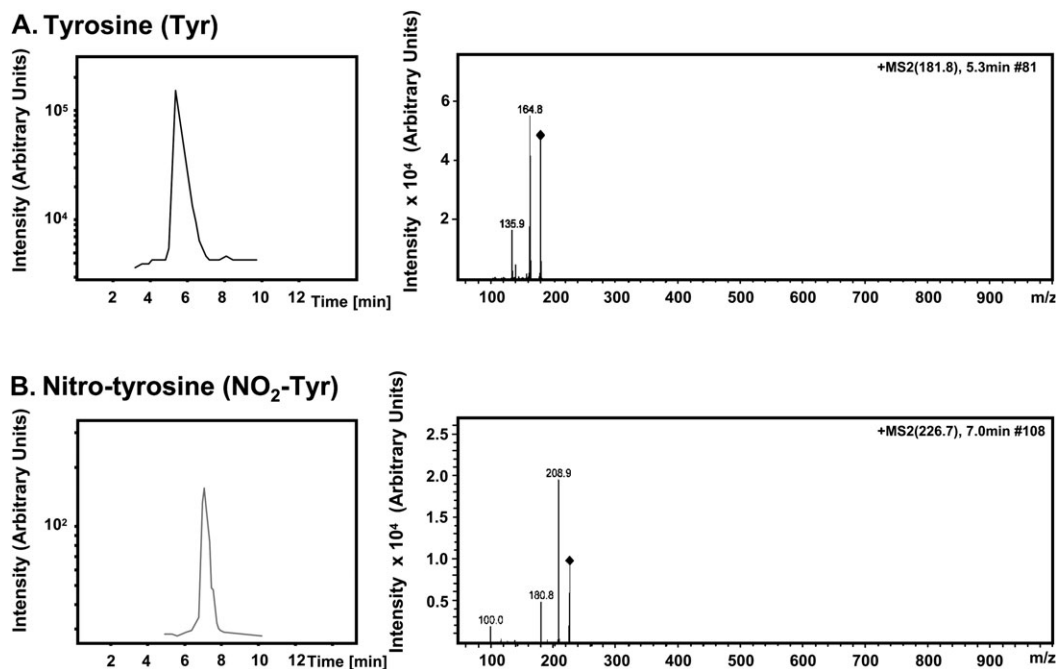 A. Tyrosine (Tyr)
Intensity (Arbitrary Units)
10⁵
10⁴
2 4 6 8 10 12 Time [min]
Intensity x 10⁴ (Arbitrary Units)
+MS2(181.8), 5.3min #81
6
4
2
164.8
135.9
100 200 300 400 500 600 700 800 900 m/z
B. Nitro-tyrosine (NO₂-Tyr)
Intensity (Arbitrary Units)
10²
2 4 6 8 10 12 Time [min]
Intensity x 10⁴ (Arbitrary Units)
+MS2(226.7), 7.0min #108
2.5
2.0
1.5
1.0
0.5
208.9
180.8
100.0
100 200 300 400 500 600 700 800 900 m/z